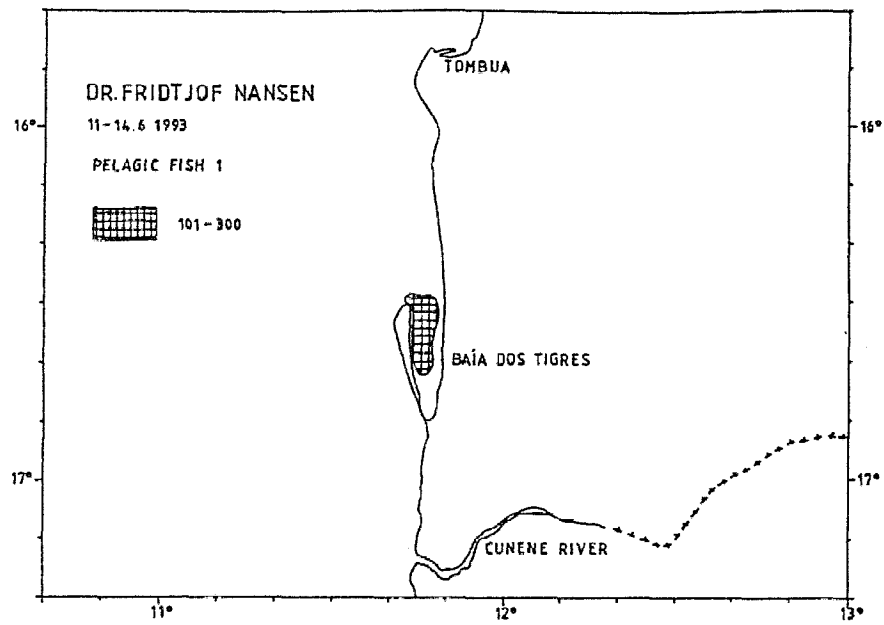 TOMBUA
DR. FRIDTJOF NANSEN
11-14.6 1993
PELAGIC FISH 1
101-300
BAÍA DOS TIGRES
CUNENE RIVER
16°
16°
17°
17°
11°
12°
13°